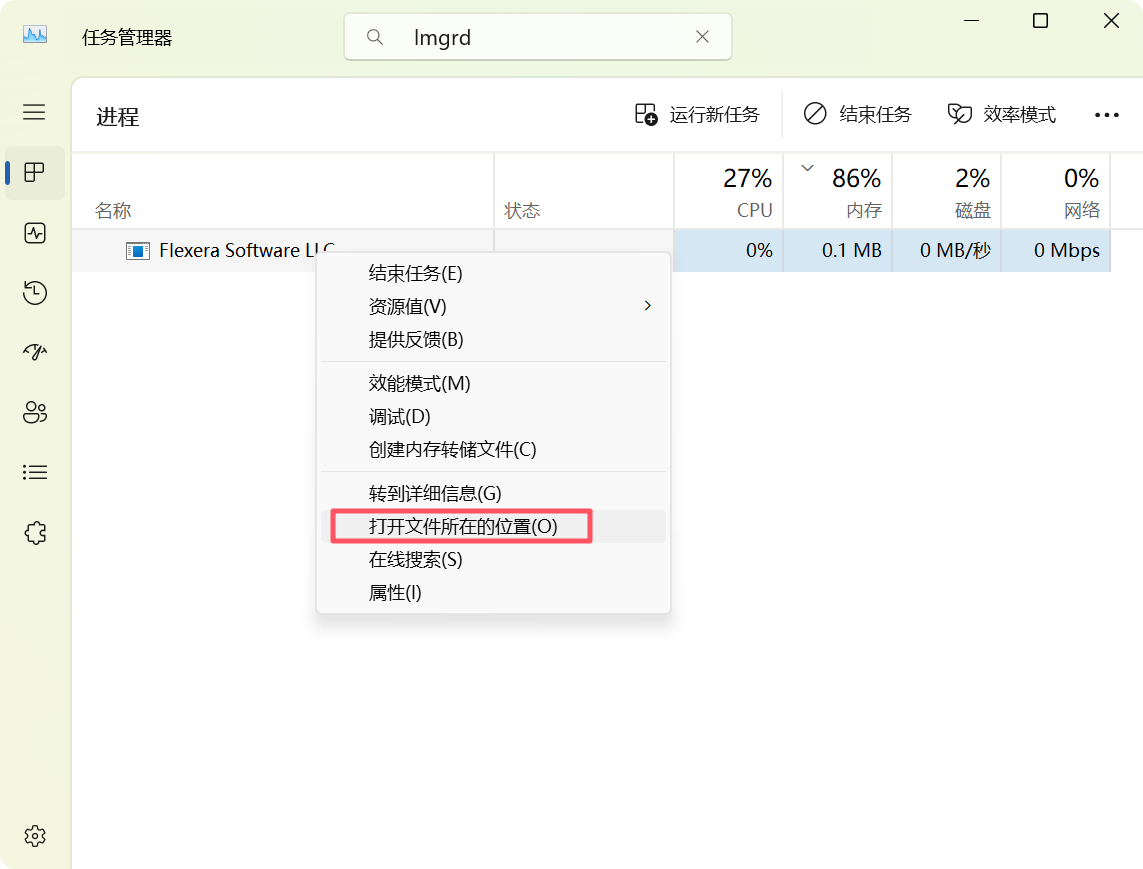 任务管理器
lmgrd
进程
运行新任务
结束任务
效率模式
27%
86%
2%
0%
名称
状态
CPU
内存
磁盘
网络
Flexera Software LLC
0%
0.1 MB
0 MB/秒
0 Mbps
结束任务(E)
资源值(V)
提供反馈(B)
效能模式(M)
调试(D)
创建内存转储文件(C)
转到详细信息(G)
打开文件所在的位置(O)
在线搜索(S)
属性(I)